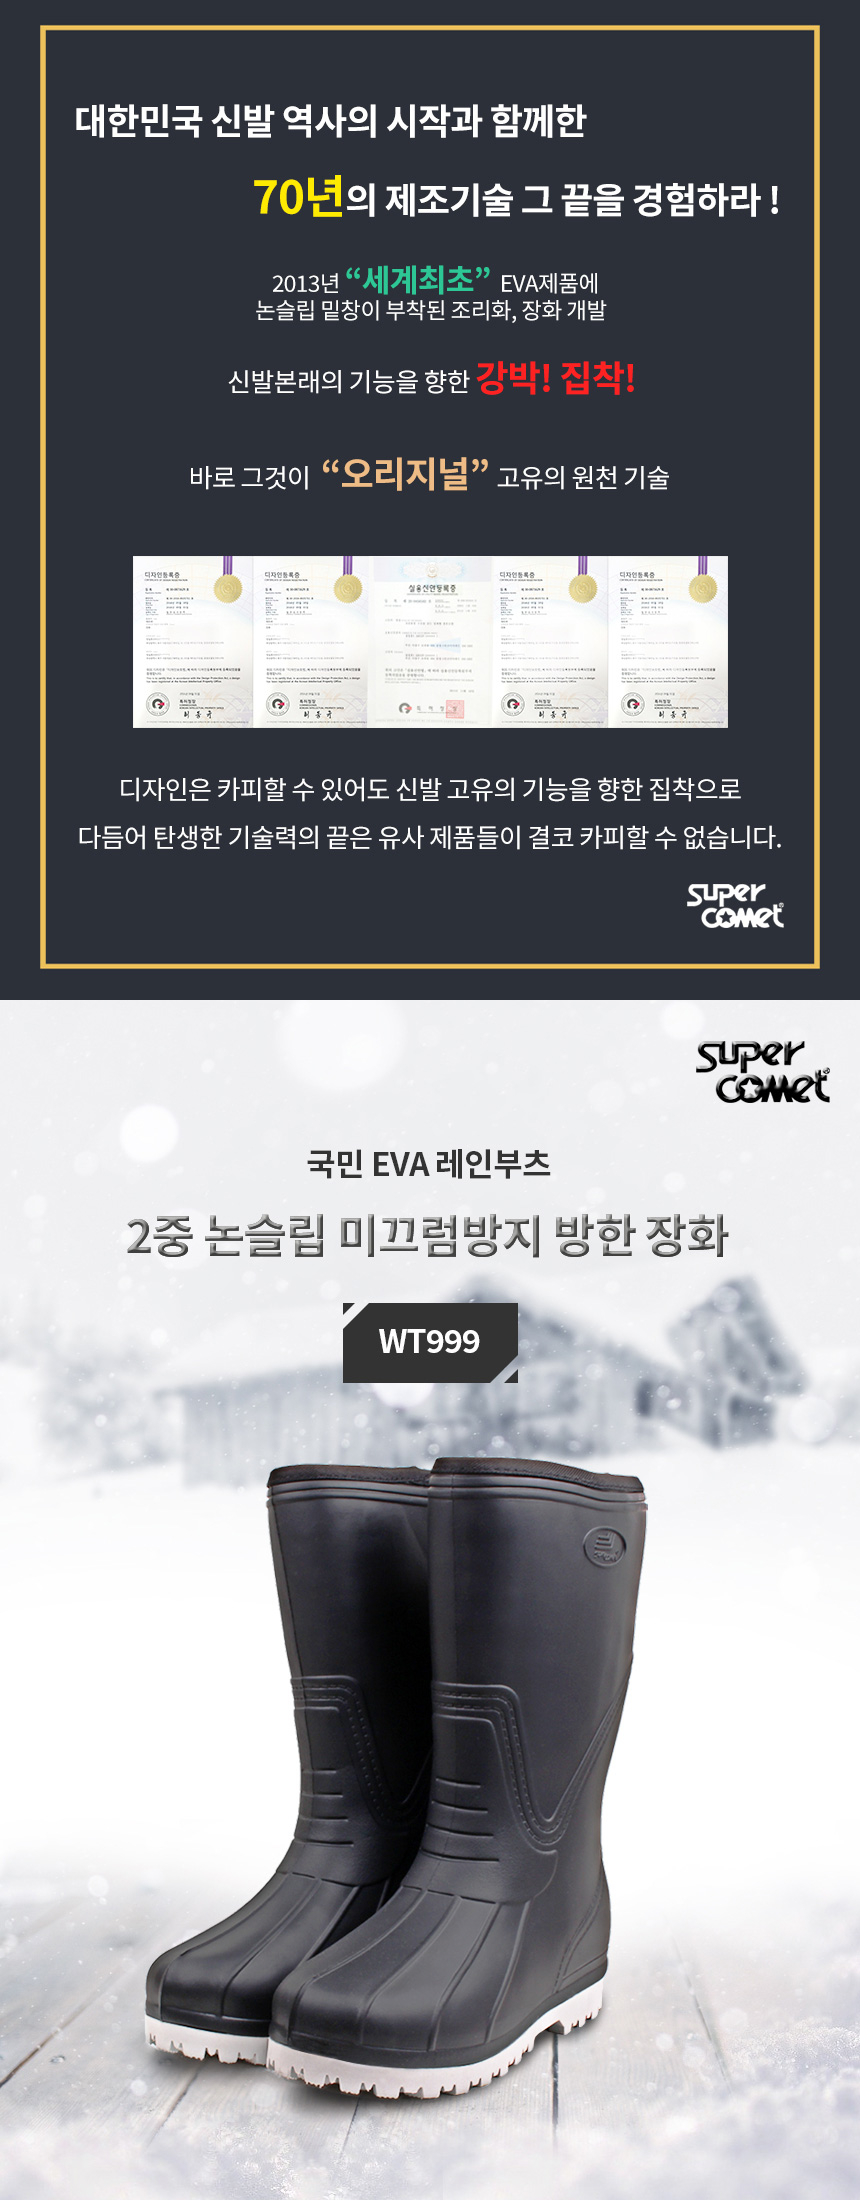 대한민국 신발 역사의 시작과 함께한
70년의 제조기술 그 끝을 경험하라 !
2013년 “세계최초” EVA제품에
논슬립 밑창이 부착된 조리화, 장화 개발
신발본래의 기능을 향한 강박! 집착!
바로 그것이 “오리지널” 고유의 원천 기술
디자인등록증 디자인등록증 실용신안등록증 디자인등록증 디자인등록증
디자인은 카피할 수 있어도 신발 고유의 기능을 향한 집착으로
다듬어 탄생한 기술력의 끝은 유사 제품들이 결코 카피할 수 없습니다.
super
comet
super
comet
국민 EVA 레인부츠
2중 논슬립 미끄럼방지 방한 장화
WT999